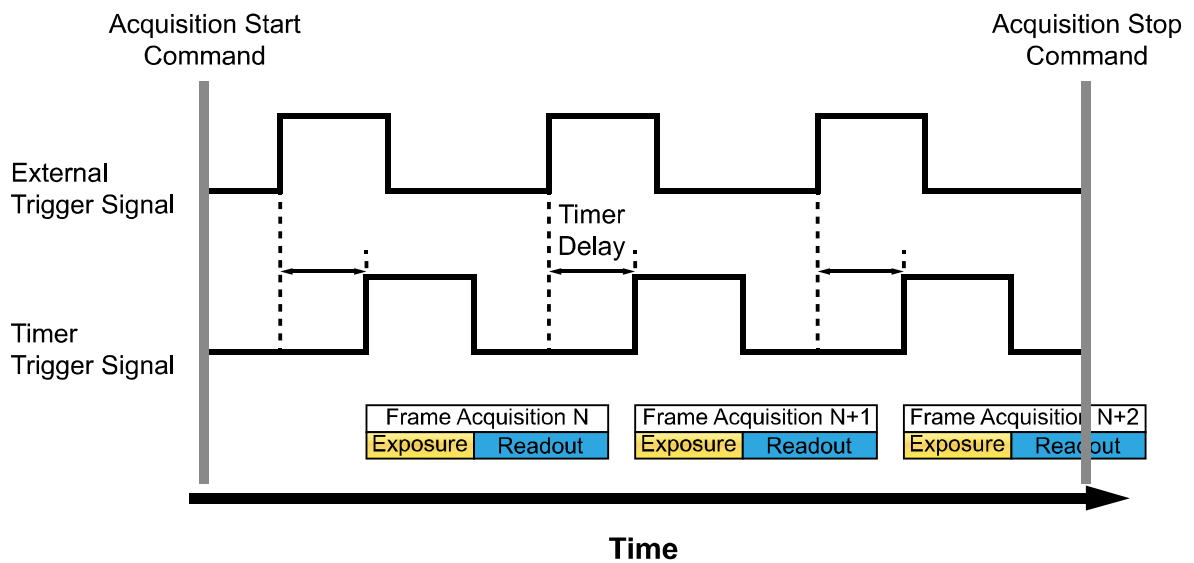 Acquisition Start
Command
Acquisition Stop
Command
External
Trigger Signal
Timer
Delay
Timer
Trigger Signal
Frame Acquisition N
Frame Acquisition N+1
Frame Acquisition N+2
Exposure
Readout
Exposure
Readout
Exposure
Readout
Time